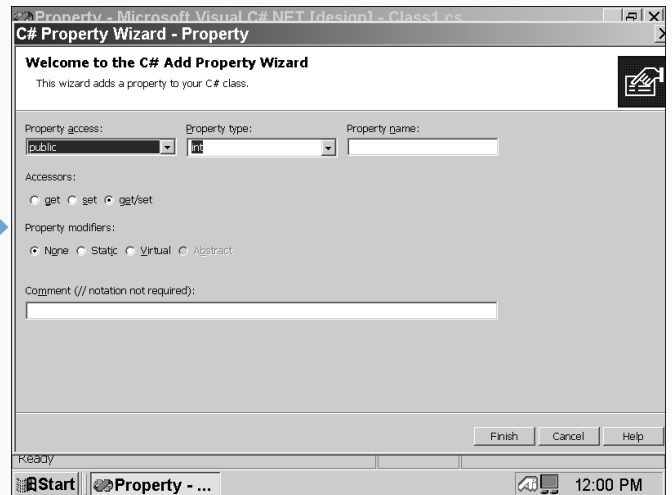 Property - Microsoft Visual C# .NET [design] - Class1.cs
C# Property Wizard - Property
Welcome to the C# Add Property Wizard
This wizard adds a property to your C# class.
Property access: Property type: Property name:
public int
Accessors:
get set get/set
Property modifiers:
None Static Virtual Abstract
Comment (// notation not required):
Finish Cancel Help
Ready
Start Property - ... 12:00 PM